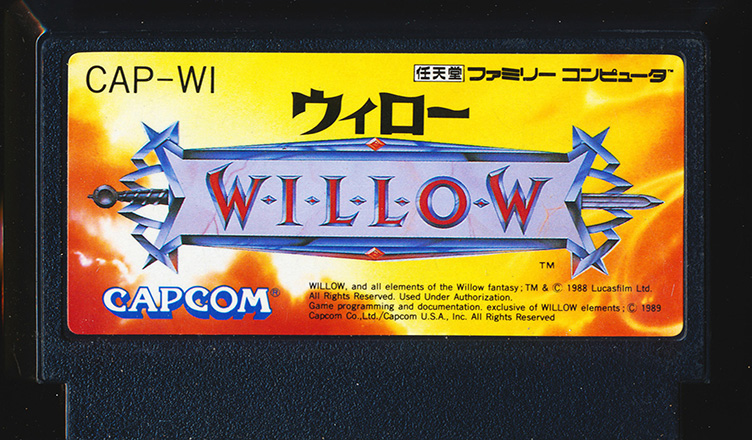 CAP-WI
任天堂 ファミリー コンピュータ™
ウィロー
W·I·L·L·O·W
TM
CAPCOM®
WILLOW, and all elements of the Willow fantasy; TM & © 1988 Lucasfilm Ltd.
All Rights Reserved. Used Under Authorization.
Game programming and documentation. exclusive of WILLOW elements; © 1989
Capcom Co.,Ltd./Capcom U.S.A., Inc. All Rights Reserved